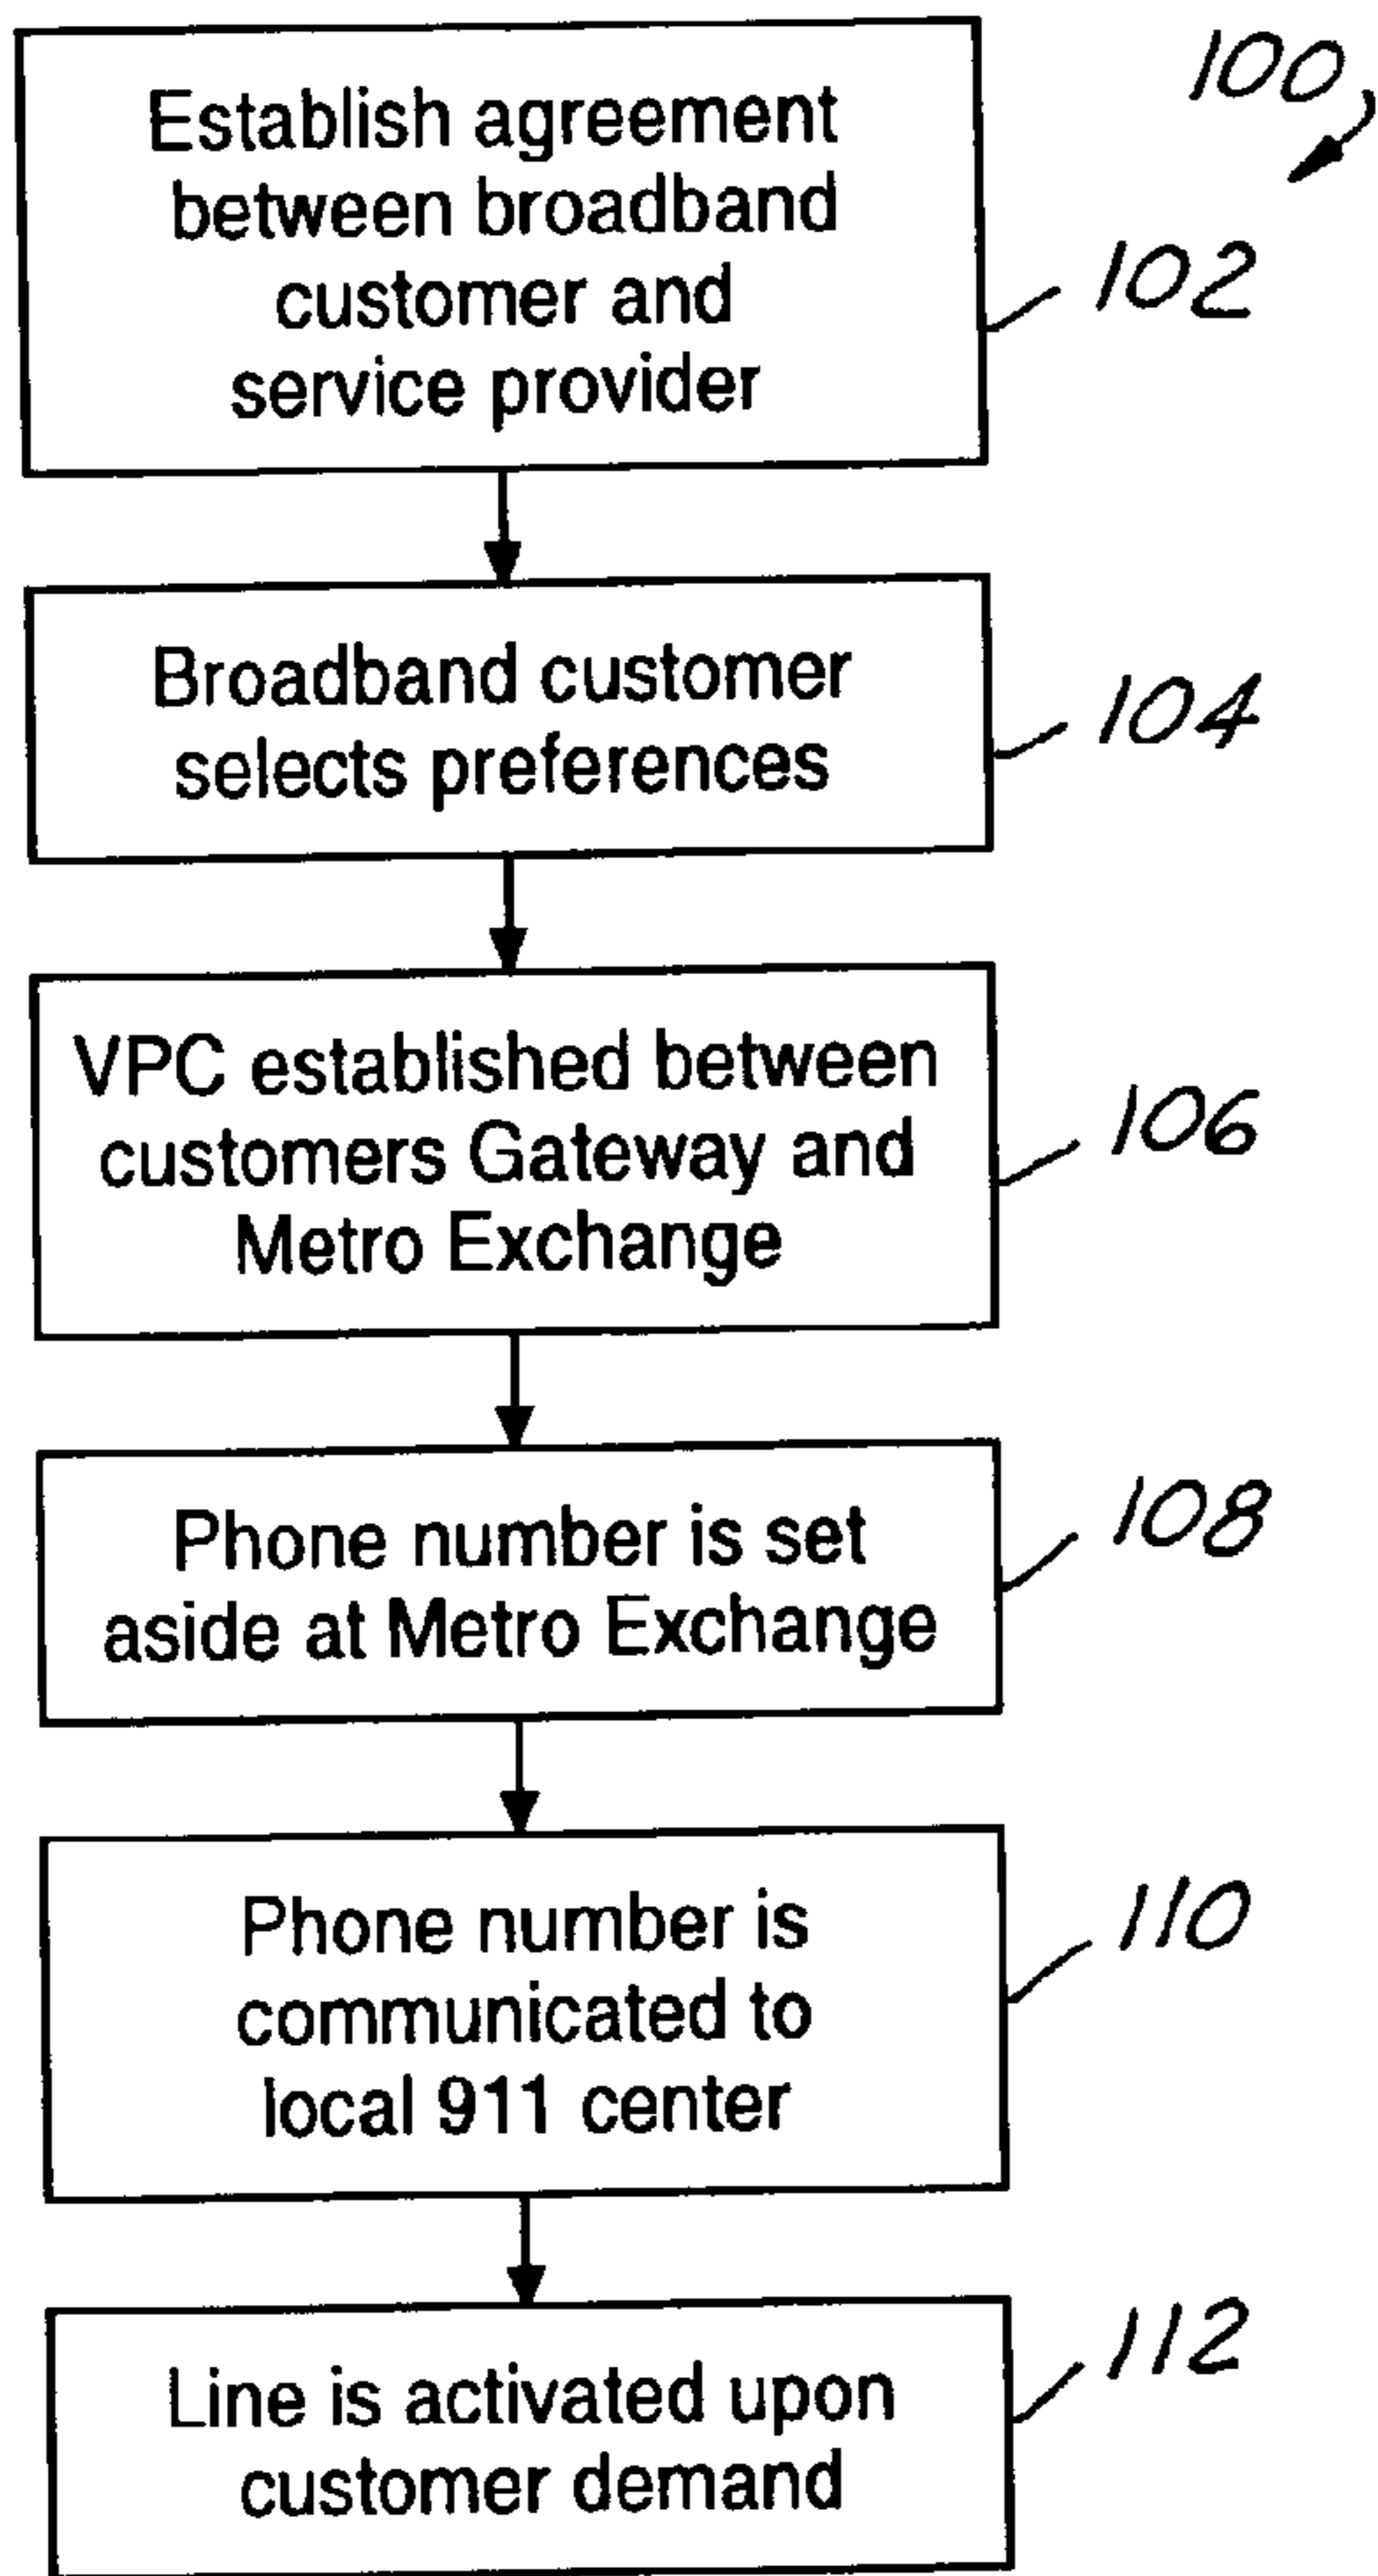 100
Establish agreement
between broadband
customer and
service provider
102
Broadband customer
selects preferences
104
VPC established between
customers Gateway and
Metro Exchange
106
Phone number is set
aside at Metro Exchange
108
Phone number is
communicated to
local 911 center
110
Line is activated upon
customer demand
112